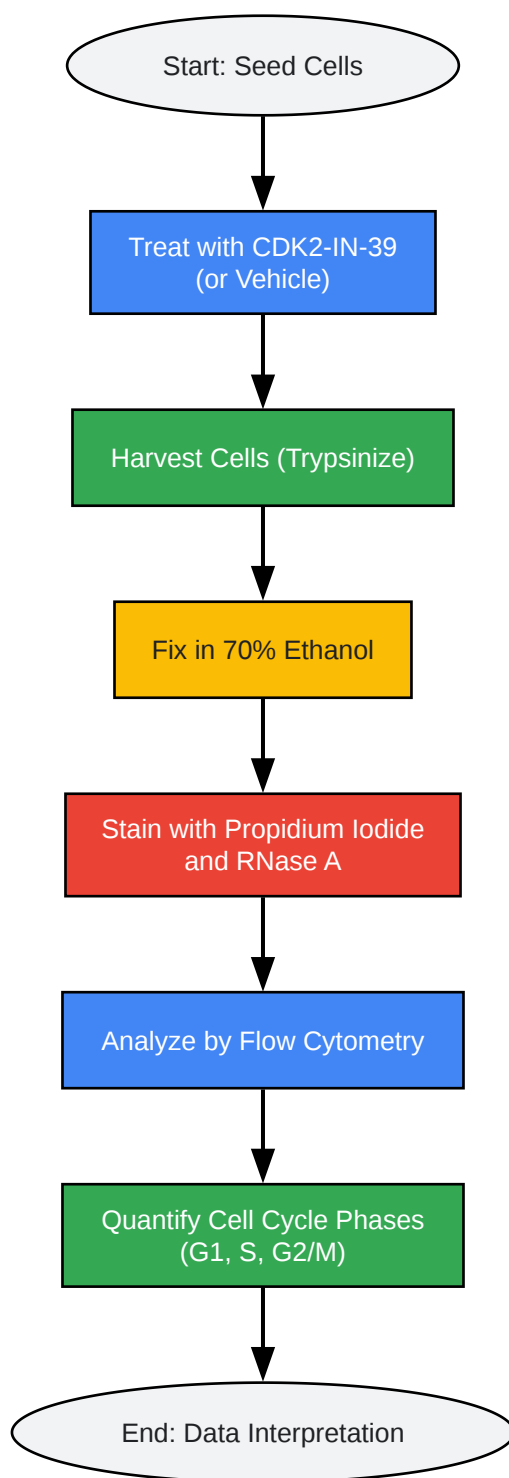 Start: Seed Cells
Treat with CDK2-IN-39
(or Vehicle)
Harvest Cells (Trypsinize)
Fix in 70% Ethanol
Stain with Propidium Iodide
and RNase A
Analyze by Flow Cytometry
Quantify Cell Cycle Phases
(G1, S, G2/M)
End: Data Interpretation